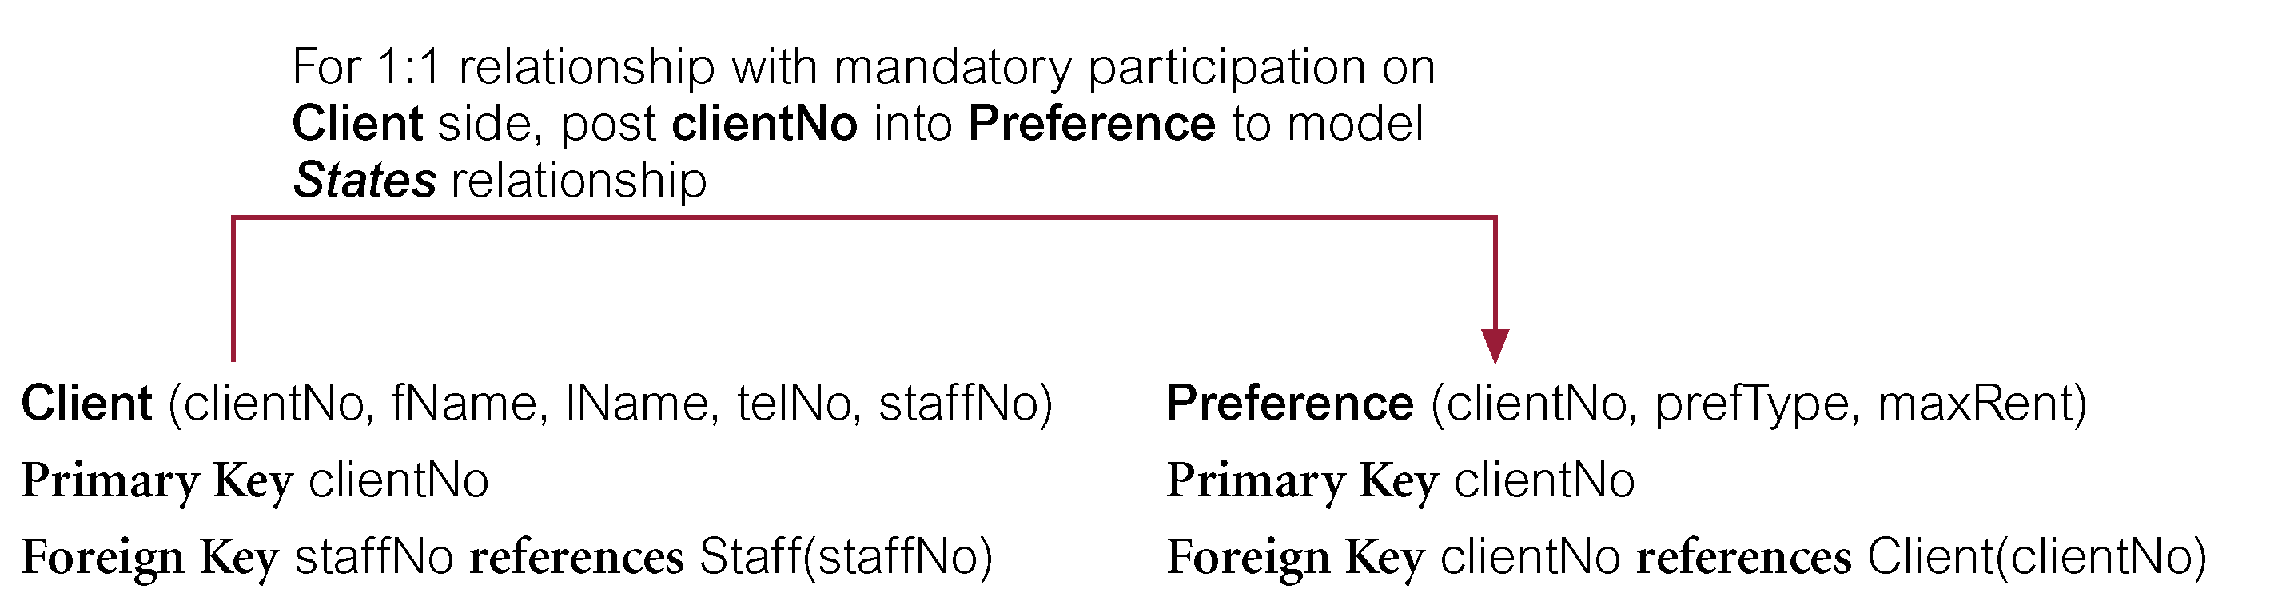 For 1:1 relationship with mandatory participation on
Client side, post clientNo into Preference to model
States relationship
Client (clientNo, fName, lName, telNo, staffNo)
Primary Key clientNo
Foreign Key staffNo references Staff(staffNo)
Preference (clientNo, prefType, maxRent)
Primary Key clientNo
Foreign Key clientNo references Client(clientNo)